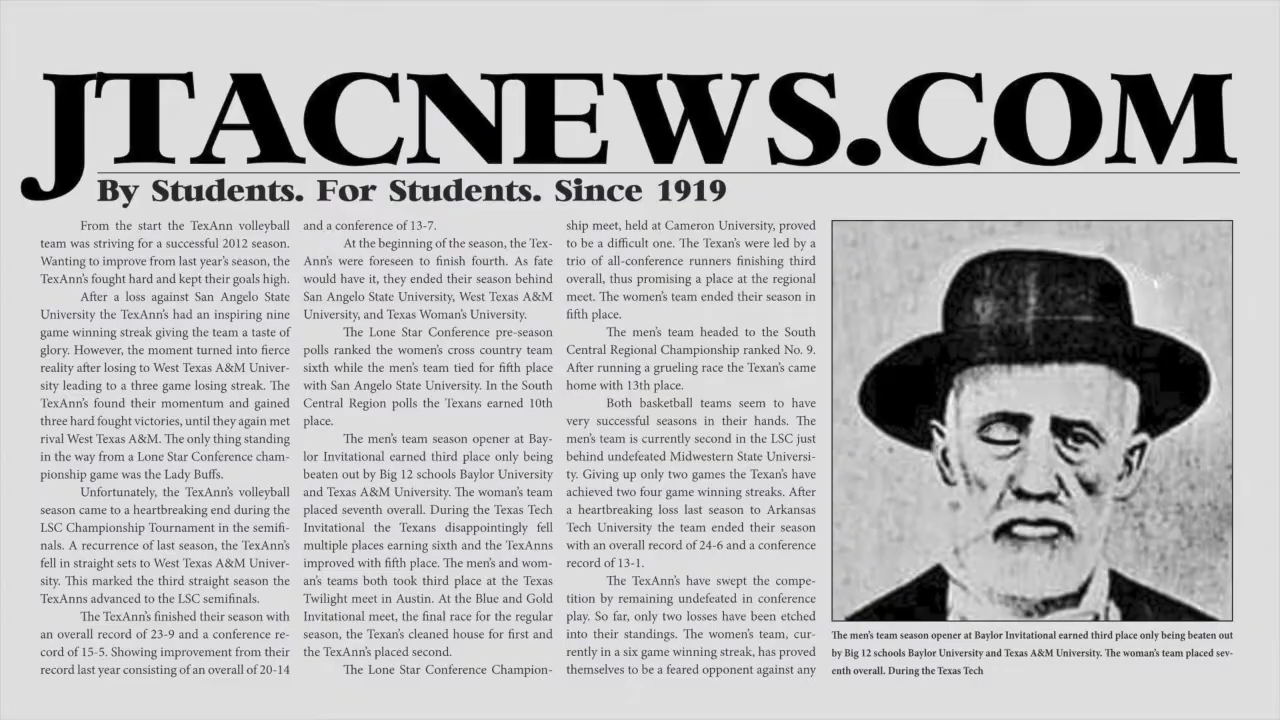 JTACNEWS.COM
By Students. For Students. Since 1919
From the start the TexAnn volleyball
team was striving for a successful 2012 season.
Wanting to improve from last year's season, the
TexAnn's fought hard and kept their goals high.
After a loss against San Angelo State
University the TexAnn's had an inspiring nine
game winning streak giving the team a taste of
glory. However, the moment turned into fierce
reality after losing to West Texas A&M Univer-
sity leading to a three game losing streak. The
TexAnn's found their momentum and gained
three hard fought victories, until they again met
rival West Texas A&M. The only thing standing
in the way from a Lone Star Conference cham-
pionship game was the Lady Buffs.
Unfortunately, the TexAnn's volleyball
season came to a heartbreaking end during the
LSC Championship Tournament in the semifi-
nals. A recurrence of last season, the TexAnn's
fell in straight sets to West Texas A&M Univer-
sity. This marked the third straight season the
TexAnns advanced to the LSC semifinals.
The TexAnn's finished their season with
an overall record of 23-9 and a conference re-
cord of 15-5. Showing improvement from their
record last year consisting of an overall of 20-14
and a conference of 13-7.
At the beginning of the season, the Tex-
Ann's were foreseen to finish fourth. As fate
would have it, they ended their season behind
San Angelo State University, West Texas A&M
University, and Texas Woman's University.
The Lone Star Conference pre-season
polls ranked the women's cross country team
sixth while the men's team tied for fifth place
with San Angelo State University. In the South
Central Region polls the Texans earned 10th
place.
The men's team season opener at Bay-
lor Invitational earned third place only being
beaten out by Big 12 schools Baylor University
and Texas A&M University. The woman's team
placed seventh overall. During the Texas Tech
Invitational the Texans disappointingly fell
multiple places earning sixth and the TexAnns
improved with fifth place. The men's and wom-
an's teams both took third place at the Texas
Twilight meet in Austin. At the Blue and Gold
Invitational meet, the final race for the regular
season, the Texan's cleaned house for first and
the TexAnn's placed second.
The Lone Star Conference Champion-
ship meet, held at Cameron University, proved
to be a difficult one. The Texan's were led by a
trio of all-conference runners finishing third
overall, thus promising a place at the regional
meet. The women's team ended their season in
fifth place.
The men's team headed to the South
Central Regional Championship ranked No. 9.
After running a grueling race the Texan's came
home with 13th place.
Both basketball teams seem to have
very successful seasons in their hands. The
men's team is currently second in the LSC just
behind undefeated Midwestern State Universi-
ty. Giving up only two games the Texan's have
achieved two four game winning streaks. After
a heartbreaking loss last season to Arkansas
Tech University the team ended their season
with an overall record of 24-6 and a conference
record of 13-1.
The TexAnn's have swept the compe-
tition by remaining undefeated in conference
play. So far, only two losses have been etched
into their standings. The women's team, cur-
rently in a six game winning streak, has proved
themselves to be a feared opponent against any
The men's team season opener at Baylor Invitational earned third place only being beaten out
by Big 12 schools Baylor University and Texas A&M University. The woman's team placed sev-
enth overall. During the Texas Tech